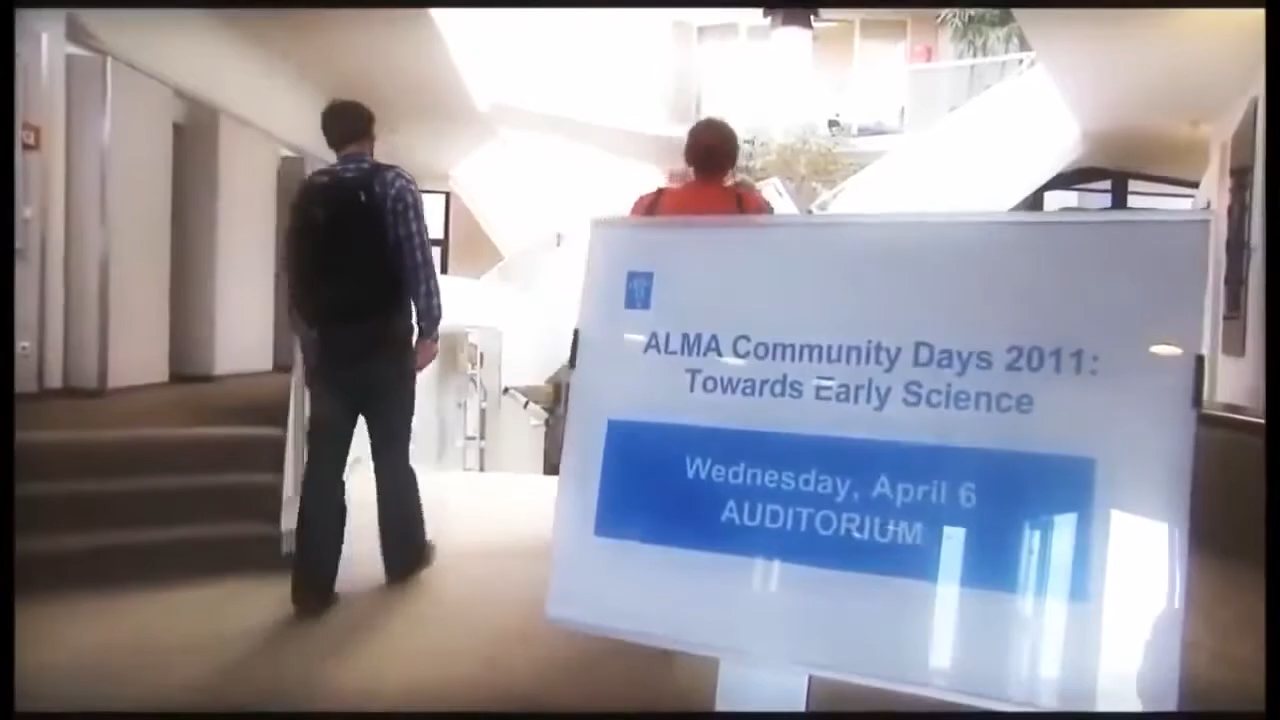 ALMA Community Days 2011:
Towards Early Science
Wednesday, April 6
AUDITORIUM